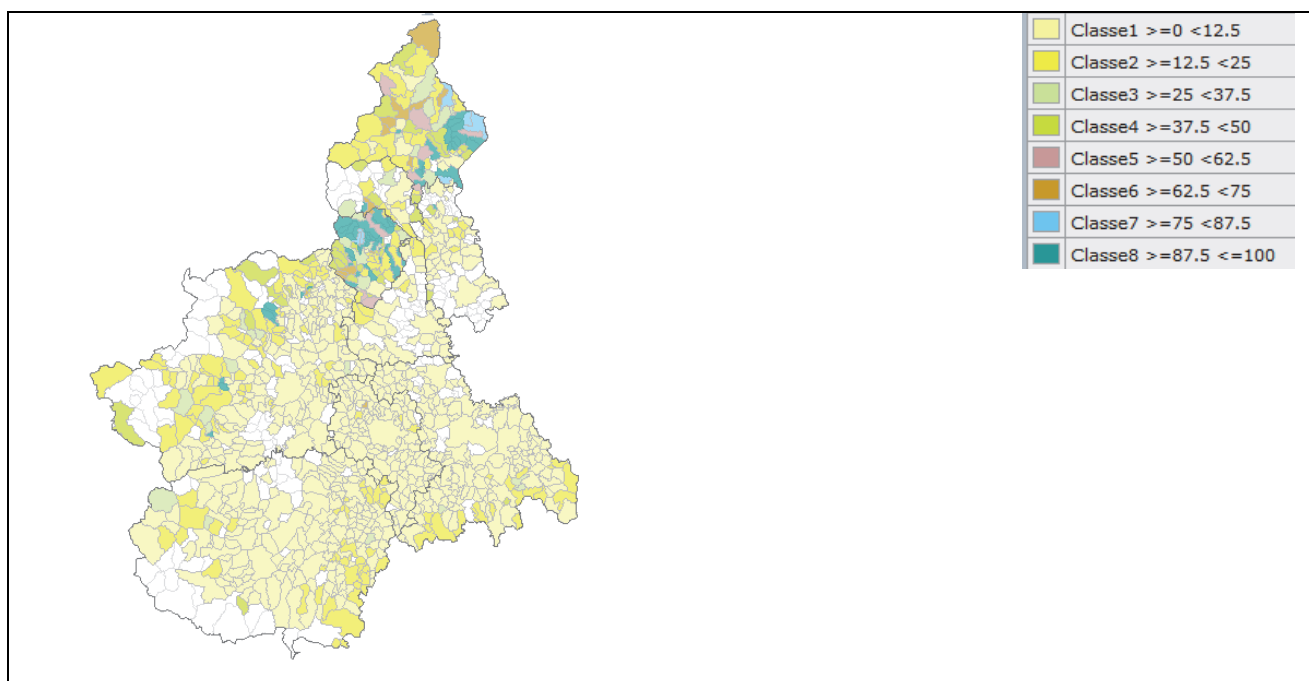 Classe1 >=0 <12.5
Classe2 >=12.5 <25
Classe3 >=25 <37.5
Classe4 >=37.5 <50
Classe5 >=50 <62.5
Classe6 >=62.5 <75
Classe7 >=75 <87.5
Classe8 >=87.5 <=100